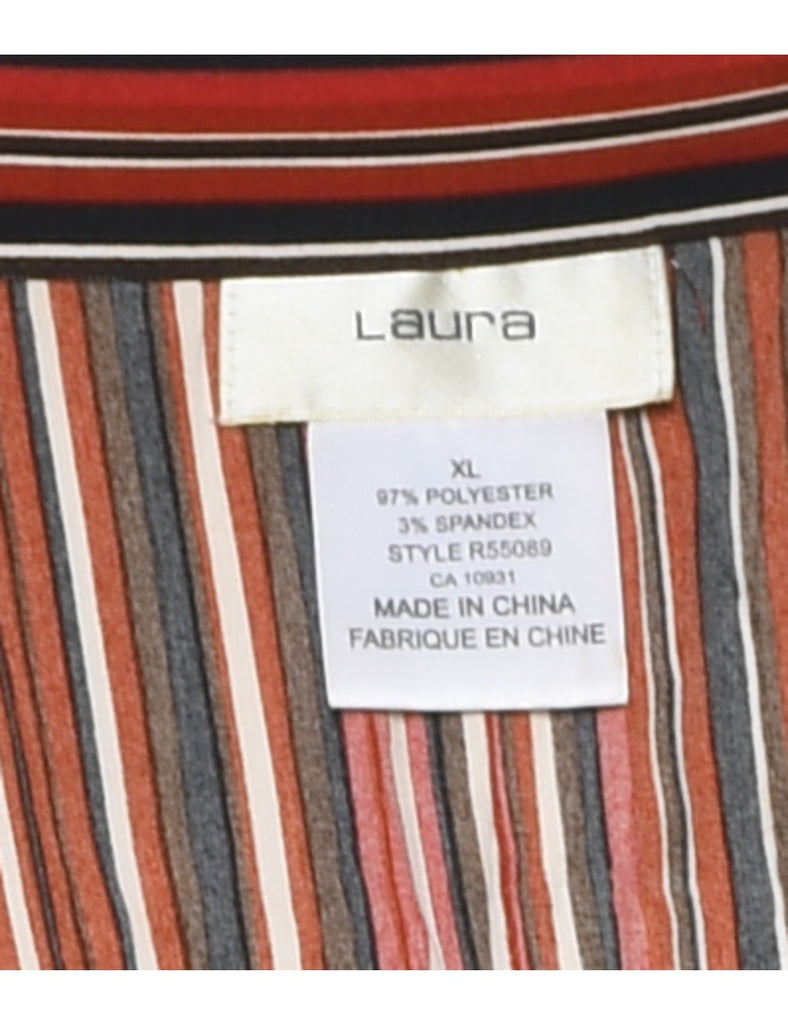 Laura
XL
97% POLYESTER
3% SPANDEX
STYLE R55089
CA 10931
MADE IN CHINA
FABRIQUE EN CHINE